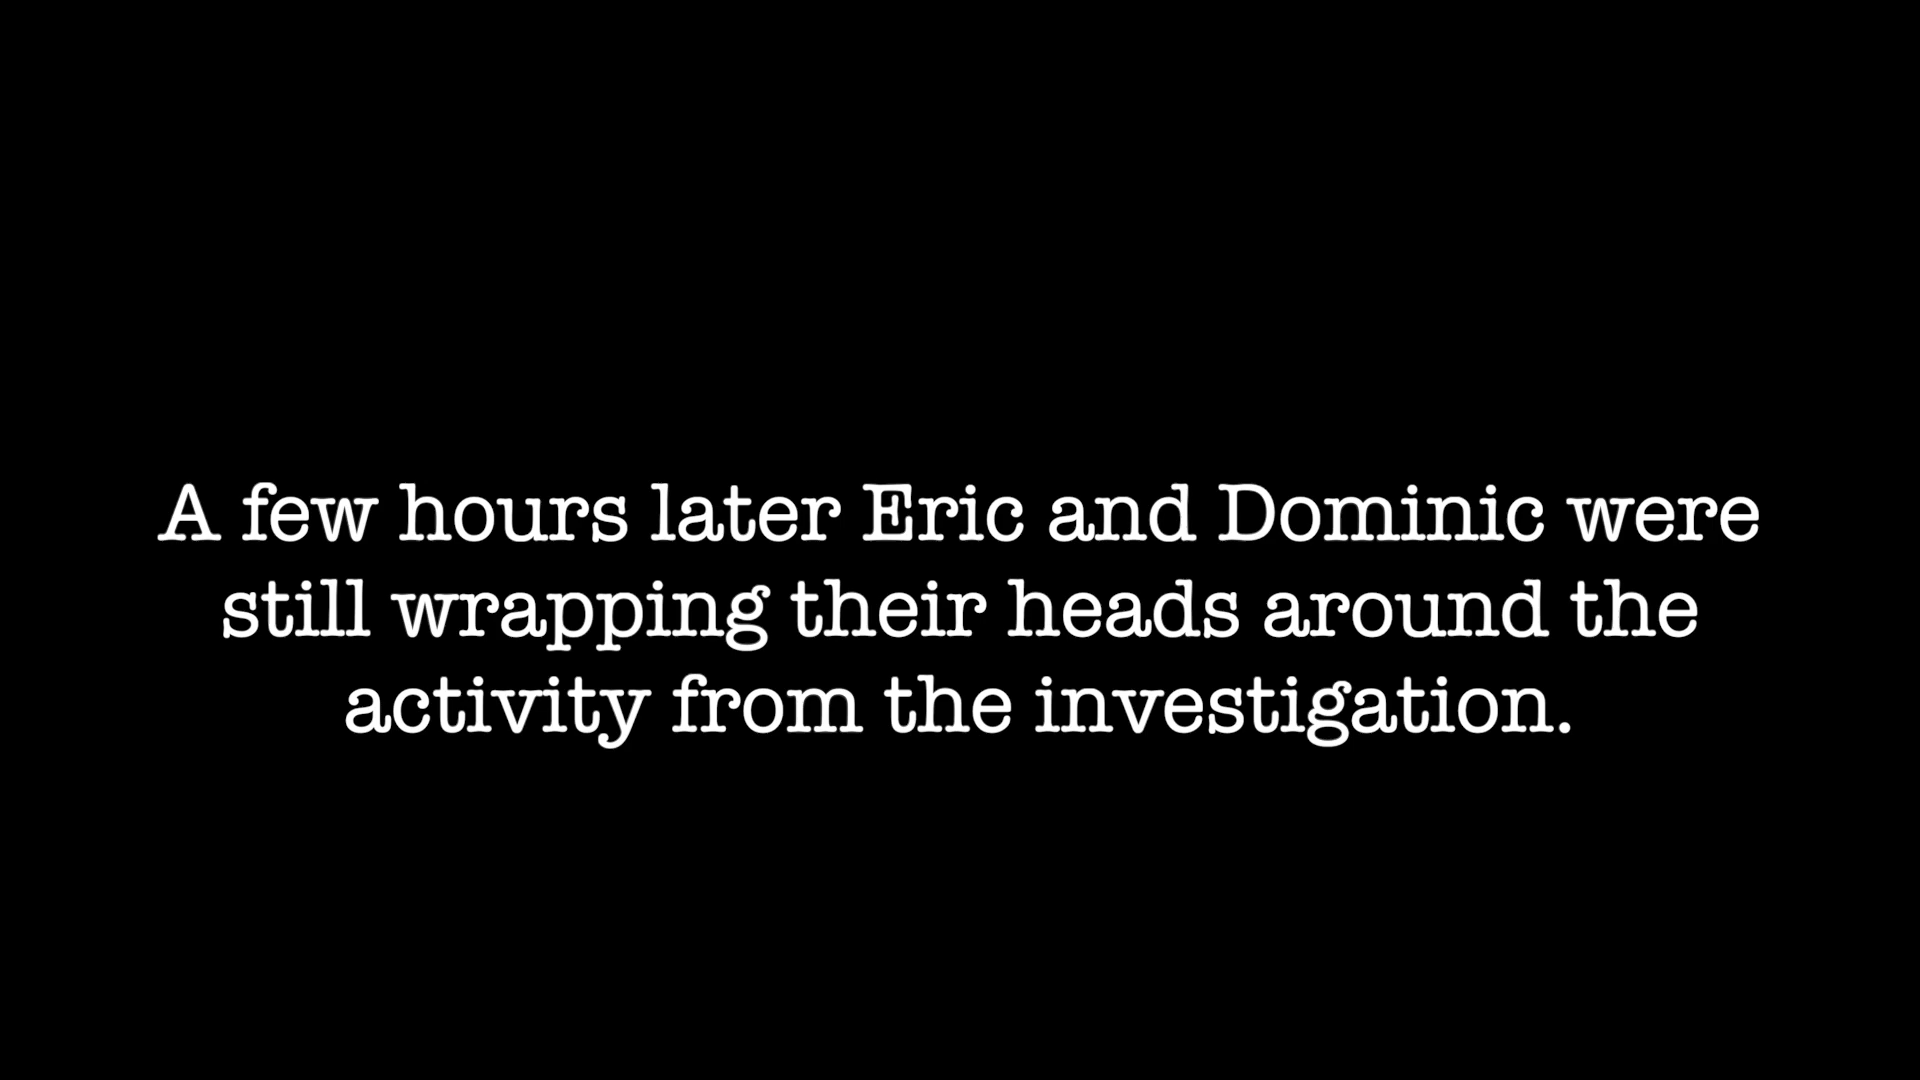 A few hours later Eric and Dominic were
still wrapping their heads around the
activity from the investigation.